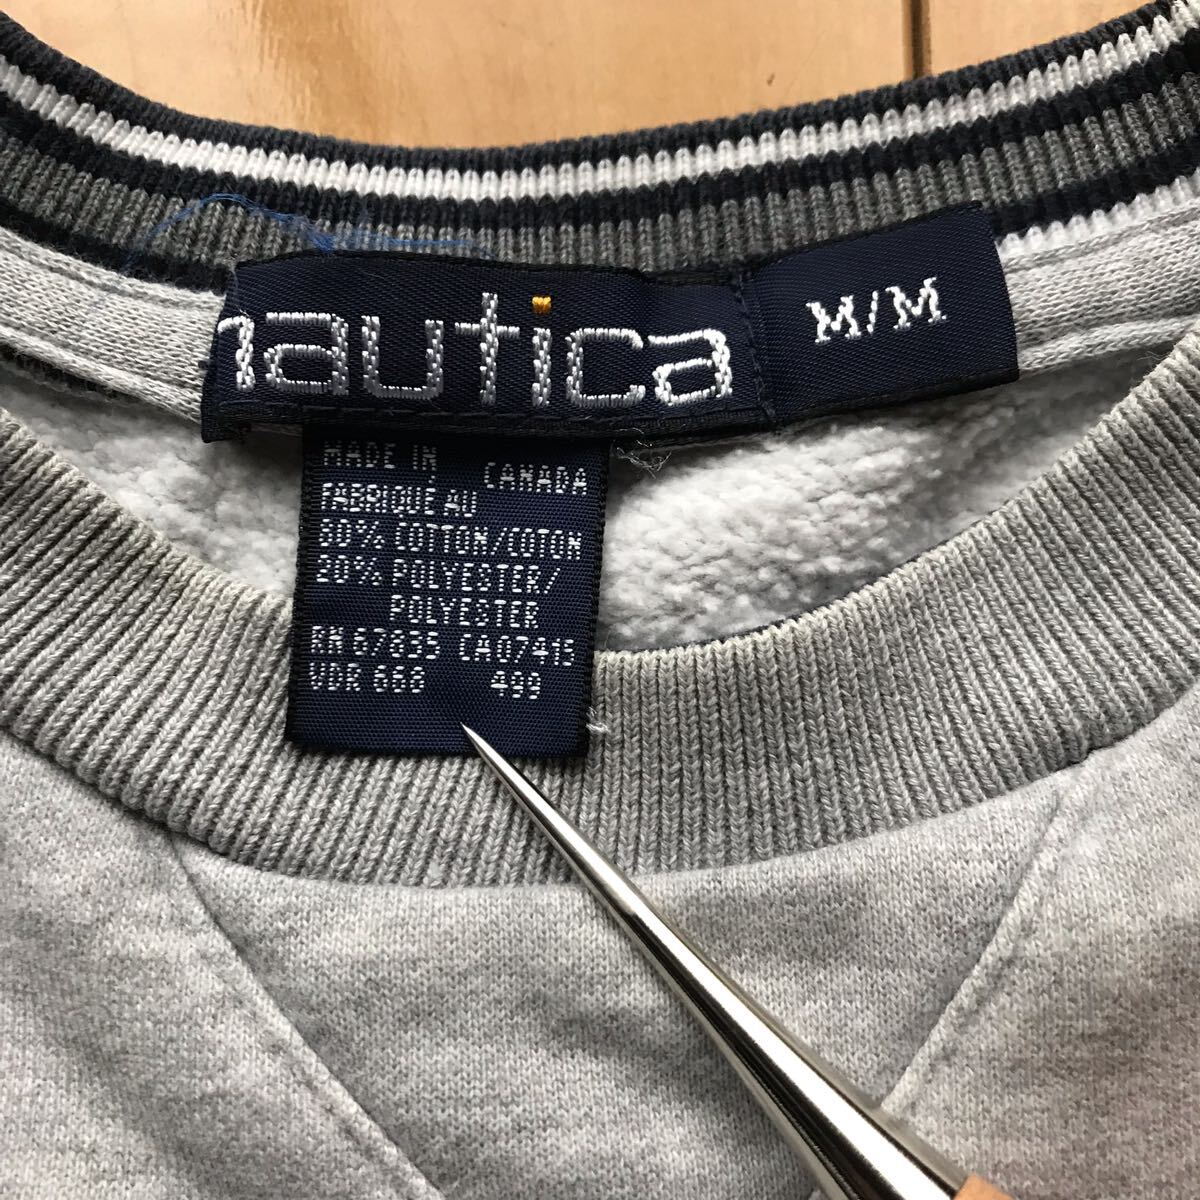 nautica
M/M
MADE IN CANADA
FABRIQUE AU
80% COTTON/COTON
20% POLYESTER/
POLYESTER
RN 67835 CA07415
VDR 668 499